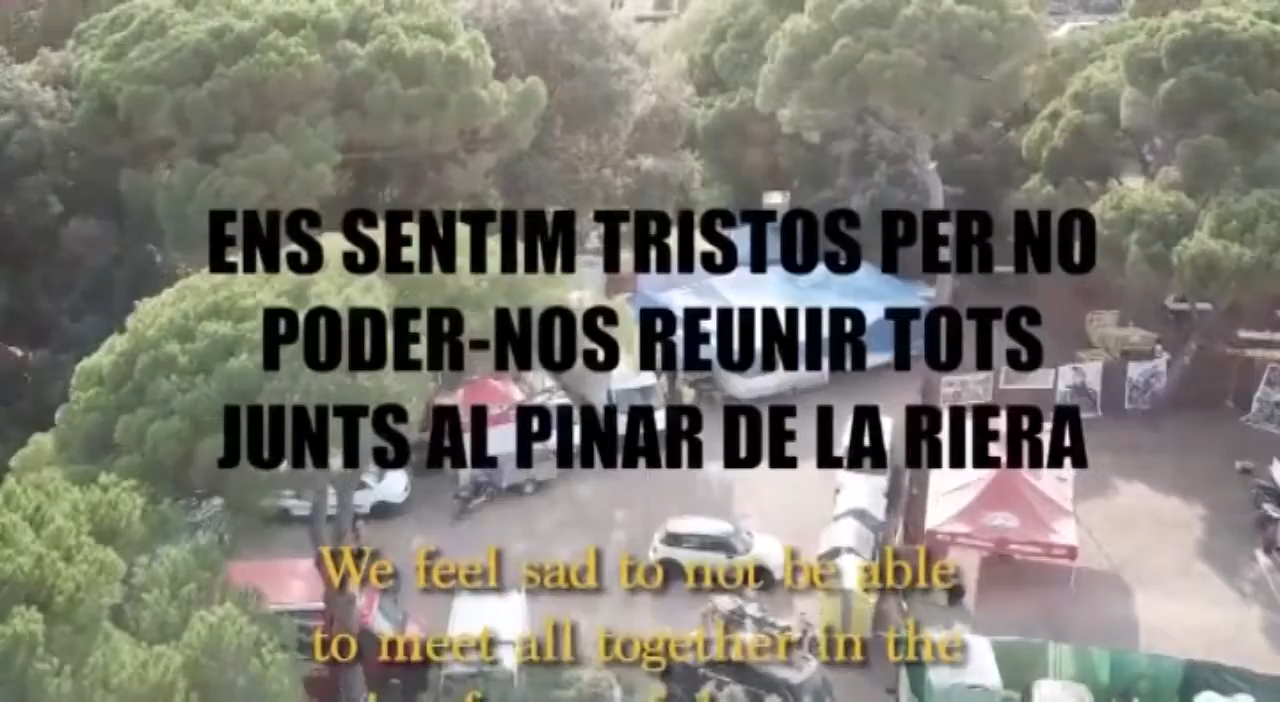 ENS SENTIM TRISTOS PER NO
PODER-NOS REUNIR TOTS
JUNTS AL PINAR DE LA RIERA
We feel sad to not be able
to meet all together in the